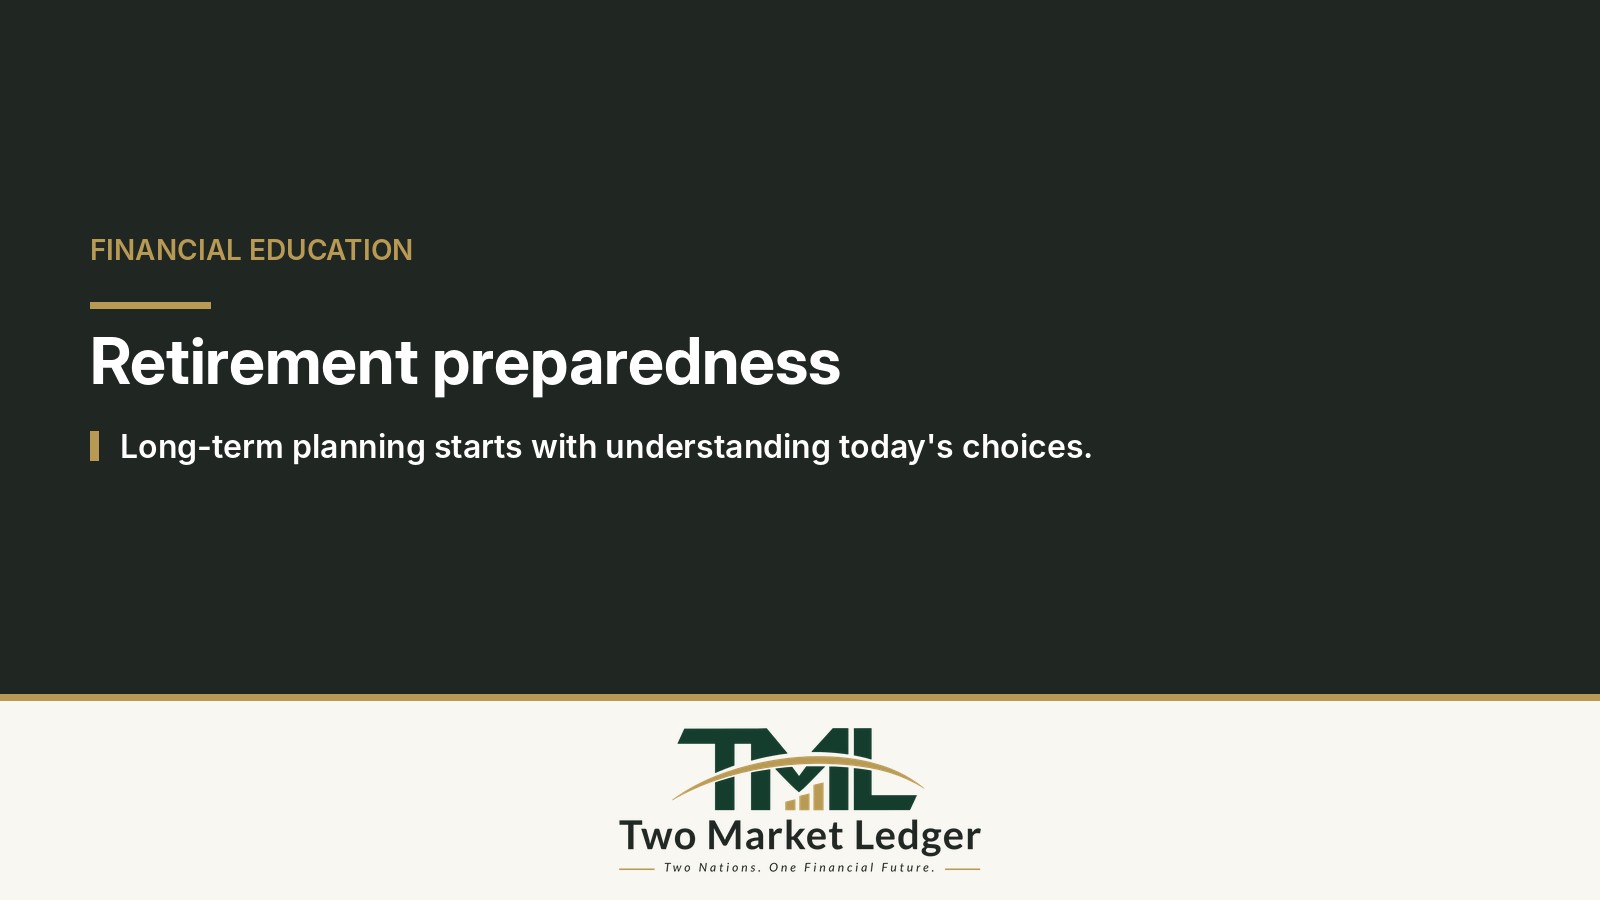 FINANCIAL EDUCATION
Retirement preparedness
Long-term planning starts with understanding today's choices.
TML
Two Market Ledger
Two Nations. One Financial Future.